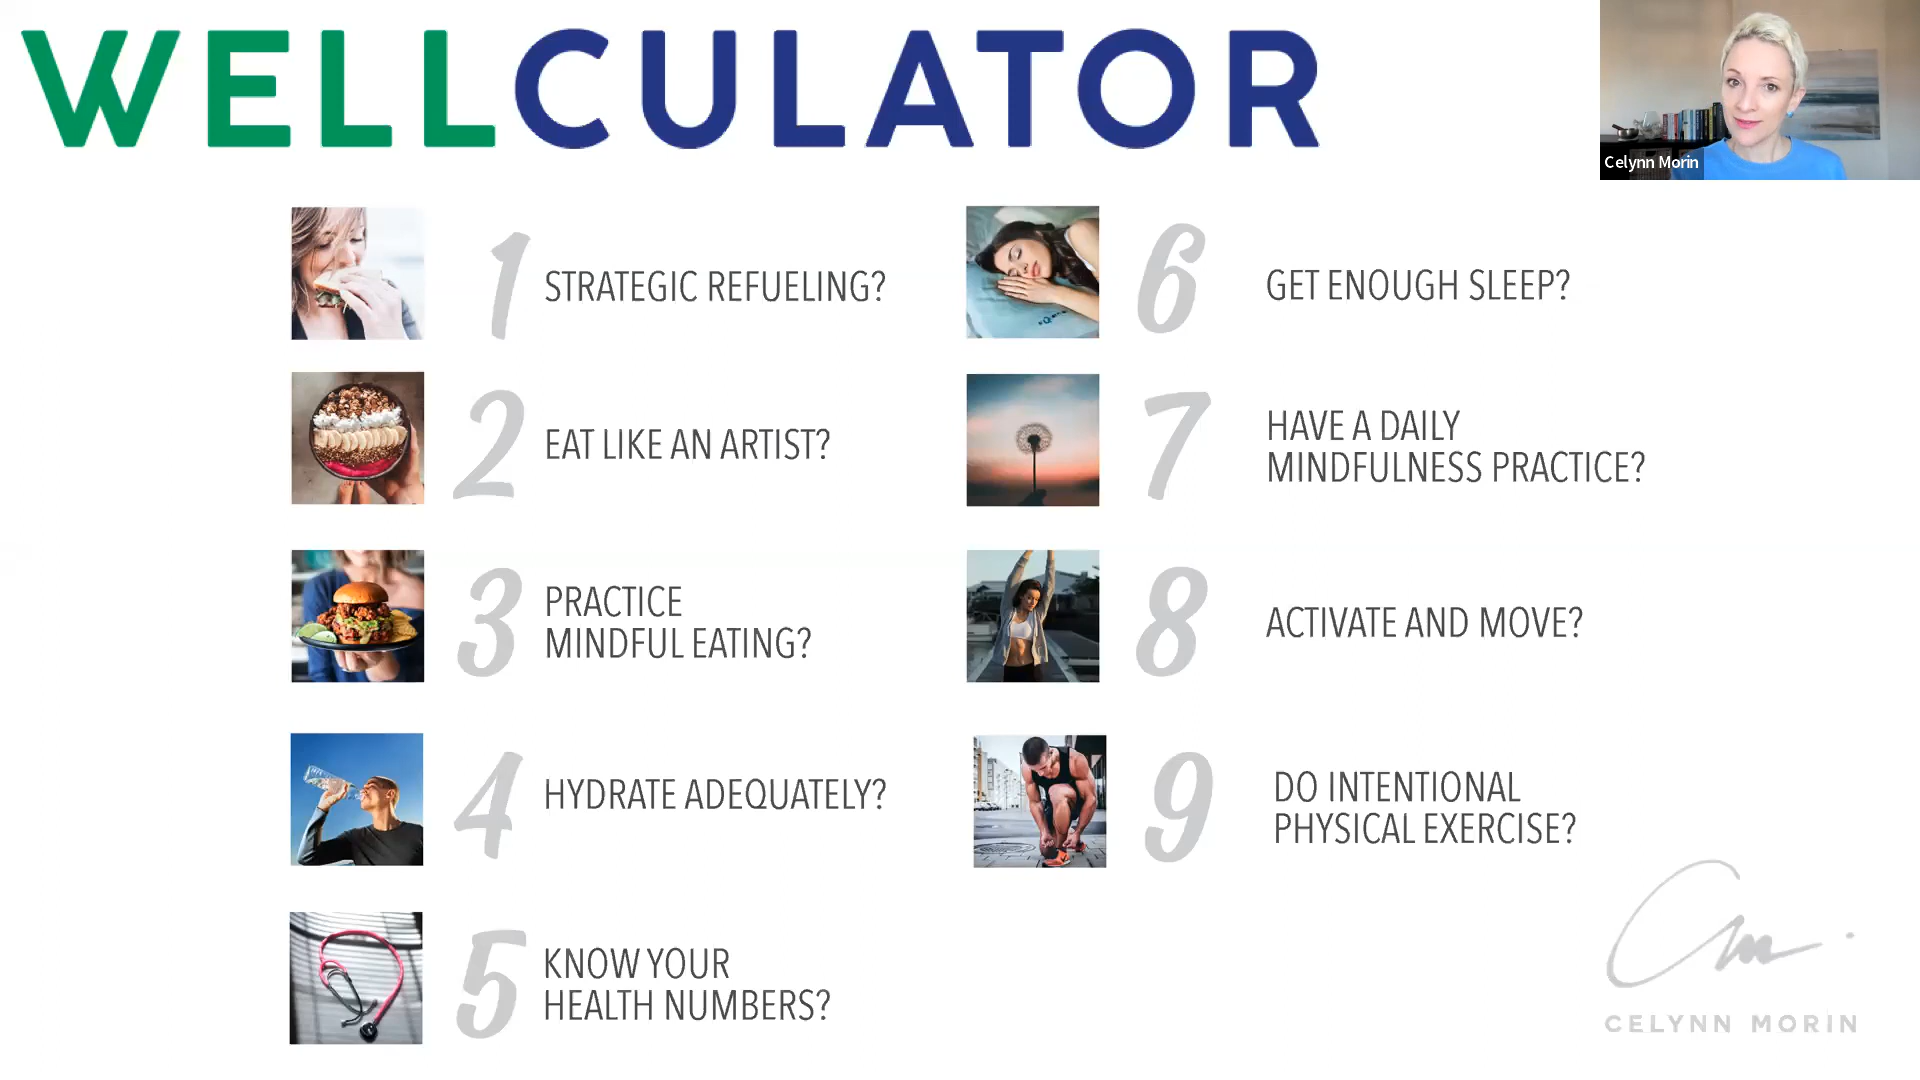 WELLCULATOR
Celynn Morin
1
STRATEGIC REFUELING?
2
EAT LIKE AN ARTIST?
3
PRACTICE
MINDFUL EATING?
4
HYDRATE ADEQUATELY?
5
KNOW YOUR
HEALTH NUMBERS?
6
GET ENOUGH SLEEP?
7
HAVE A DAILY
MINDFULNESS PRACTICE?
8
ACTIVATE AND MOVE?
9
DO INTENTIONAL
PHYSICAL EXERCISE?
Cm.
CELYNN MORIN